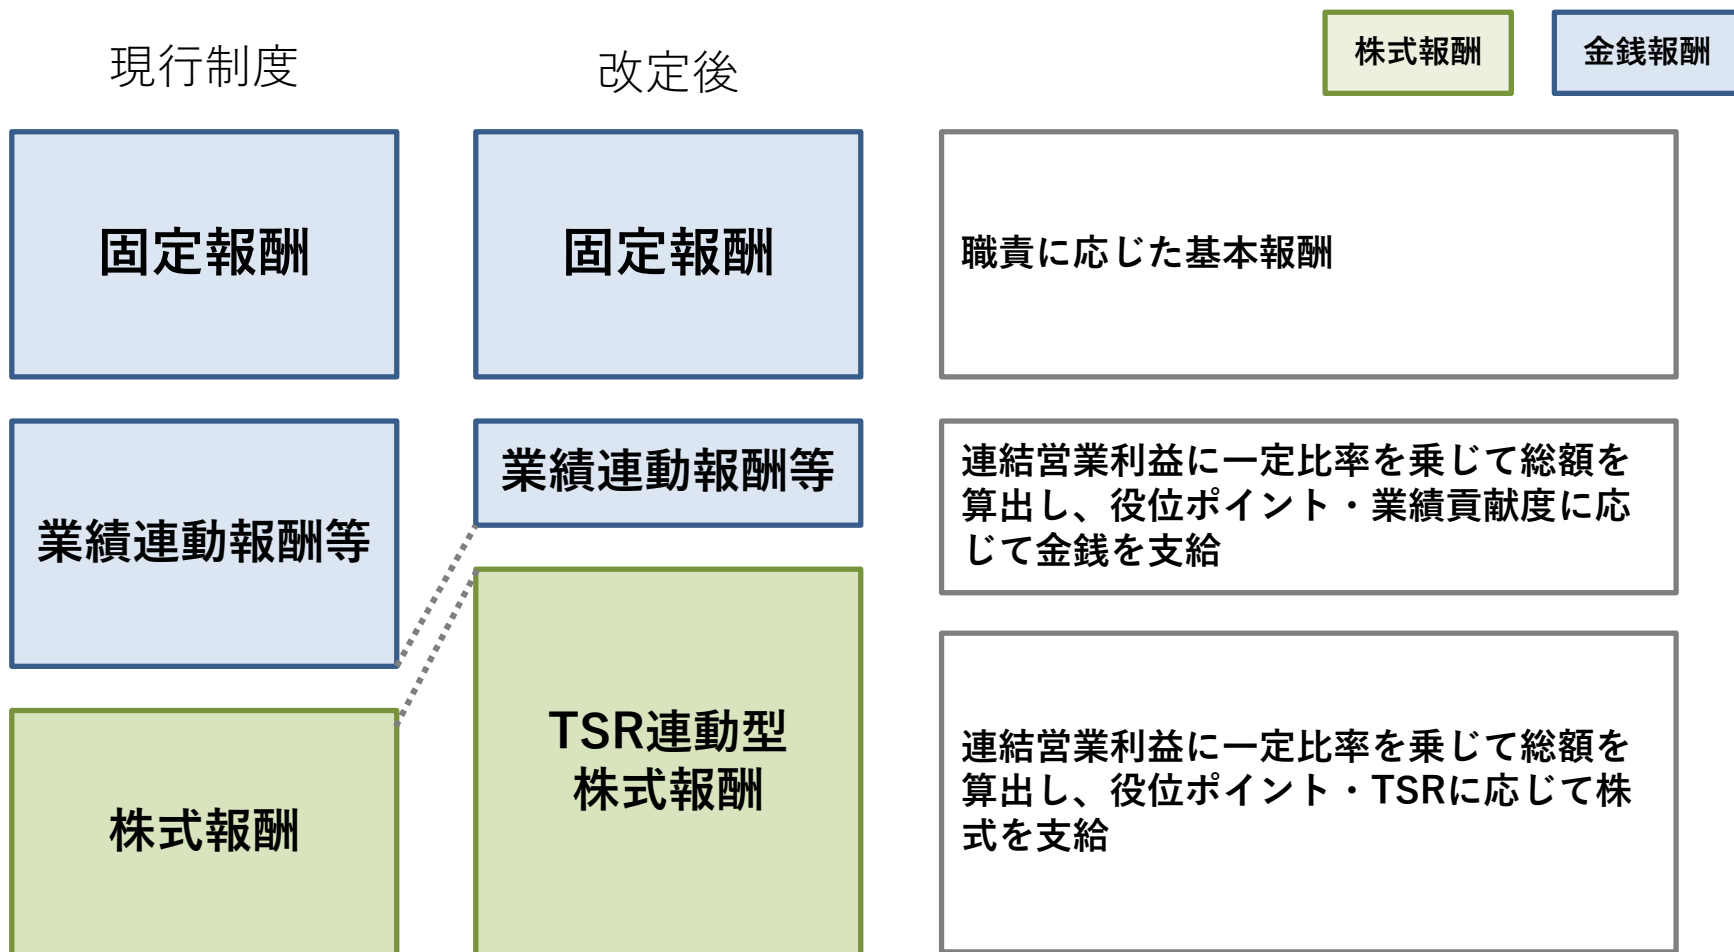 株式報酬
金銭報酬
現行制度
改定後
固定報酬
固定報酬
職責に応じた基本報酬
業績連動報酬等
業績連動報酬等
連結営業利益に一定比率を乗じて総額を
算出し、役位ポイント・業績貢献度に応
じて金銭を支給
株式報酬
TSR連動型
株式報酬
連結営業利益に一定比率を乗じて総額を
算出し、役位ポイント・TSRに応じて株
式を支給